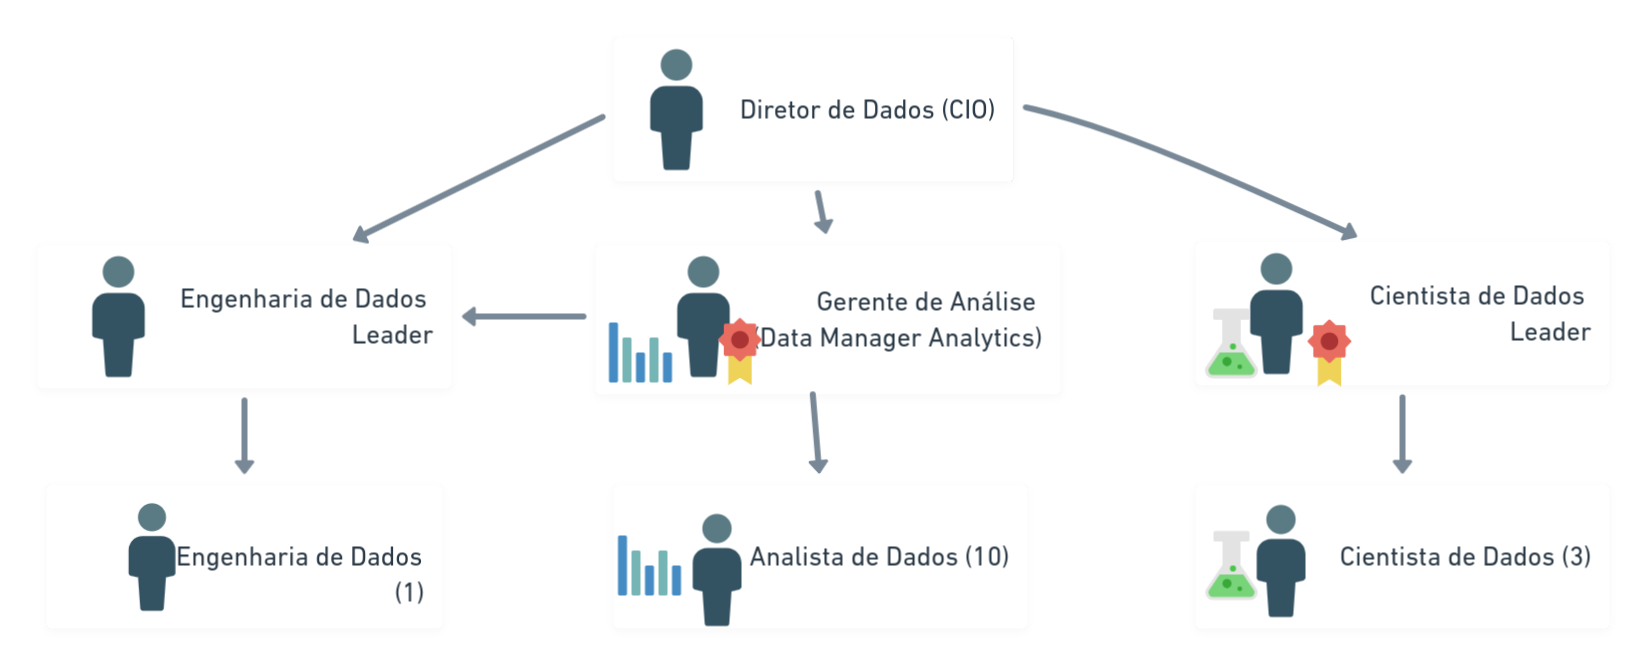 Diretor de Dados (CIO)
Engenharia de Dados
Leader
Gerente de Análise
(Data Manager Analytics)
Cientista de Dados
Leader
Engenharia de Dados
(1)
Analista de Dados (10)
Cientista de Dados (3)